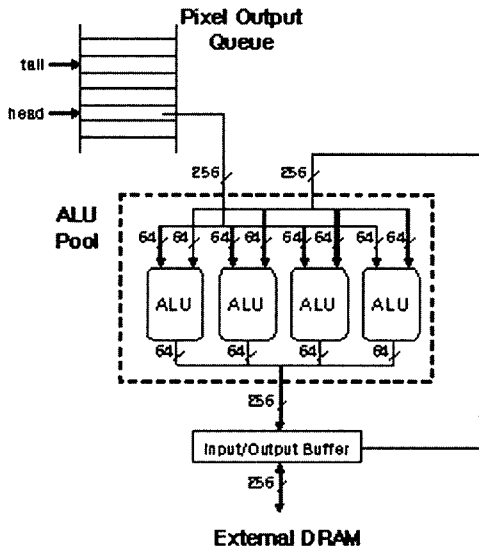 Pixel Output
Queue
tail
head
256 256
ALU
Pool
64 64 64 64 64 64 64 64
ALU ALU ALU ALU
64 64 64 64
256
Input/Output Buffer
256
External DRAM